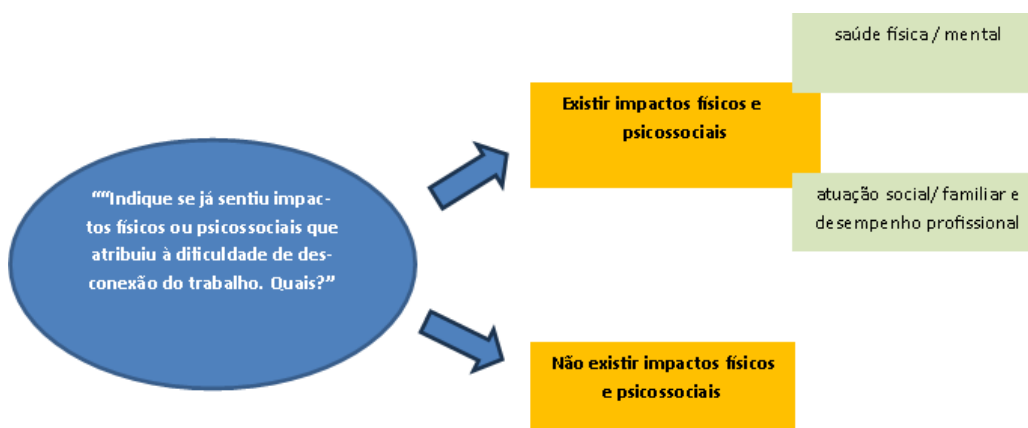 ““Indique se já sentiu impac-
tos físicos ou psicossociais que
atribuiu à dificuldade de des-
conexão do trabalho. Quais?”
Existir impactos físicos e
psicossociais
saúde física / mental
atuação social/ familiar e
desempenho profissional
Não existir impactos físicos
e psicossociais